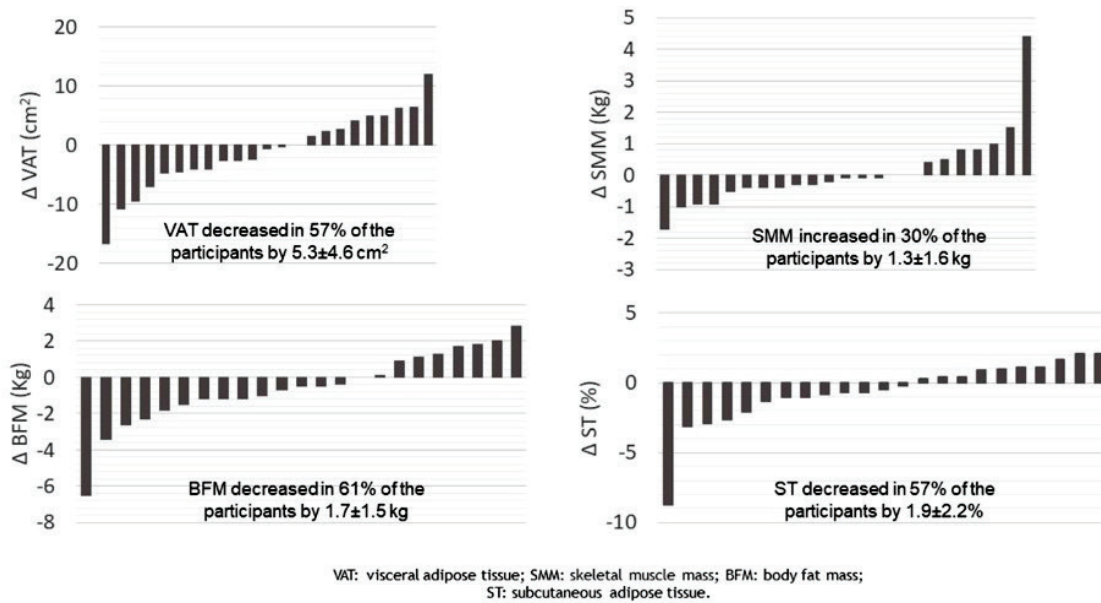 Δ VAT (cm²)
20
10
0
-10
-20
VAT decreased in 57% of the
participants by 5.3±4.6 cm²
Δ SMM (Kg)
5
4
3
2
1
0
-1
-2
-3
SMM increased in 30% of the
participants by 1.3±1.6 kg
Δ BFM (Kg)
4
2
0
-2
-4
-6
-8
BFM decreased in 61% of the
participants by 1.7±1.5 kg
Δ ST (%)
5
0
-5
-10
ST decreased in 57% of the
participants by 1.9±2.2%
VAT: visceral adipose tissue; SMM: skeletal muscle mass; BFM: body fat mass;
ST: subcutaneous adipose tissue.